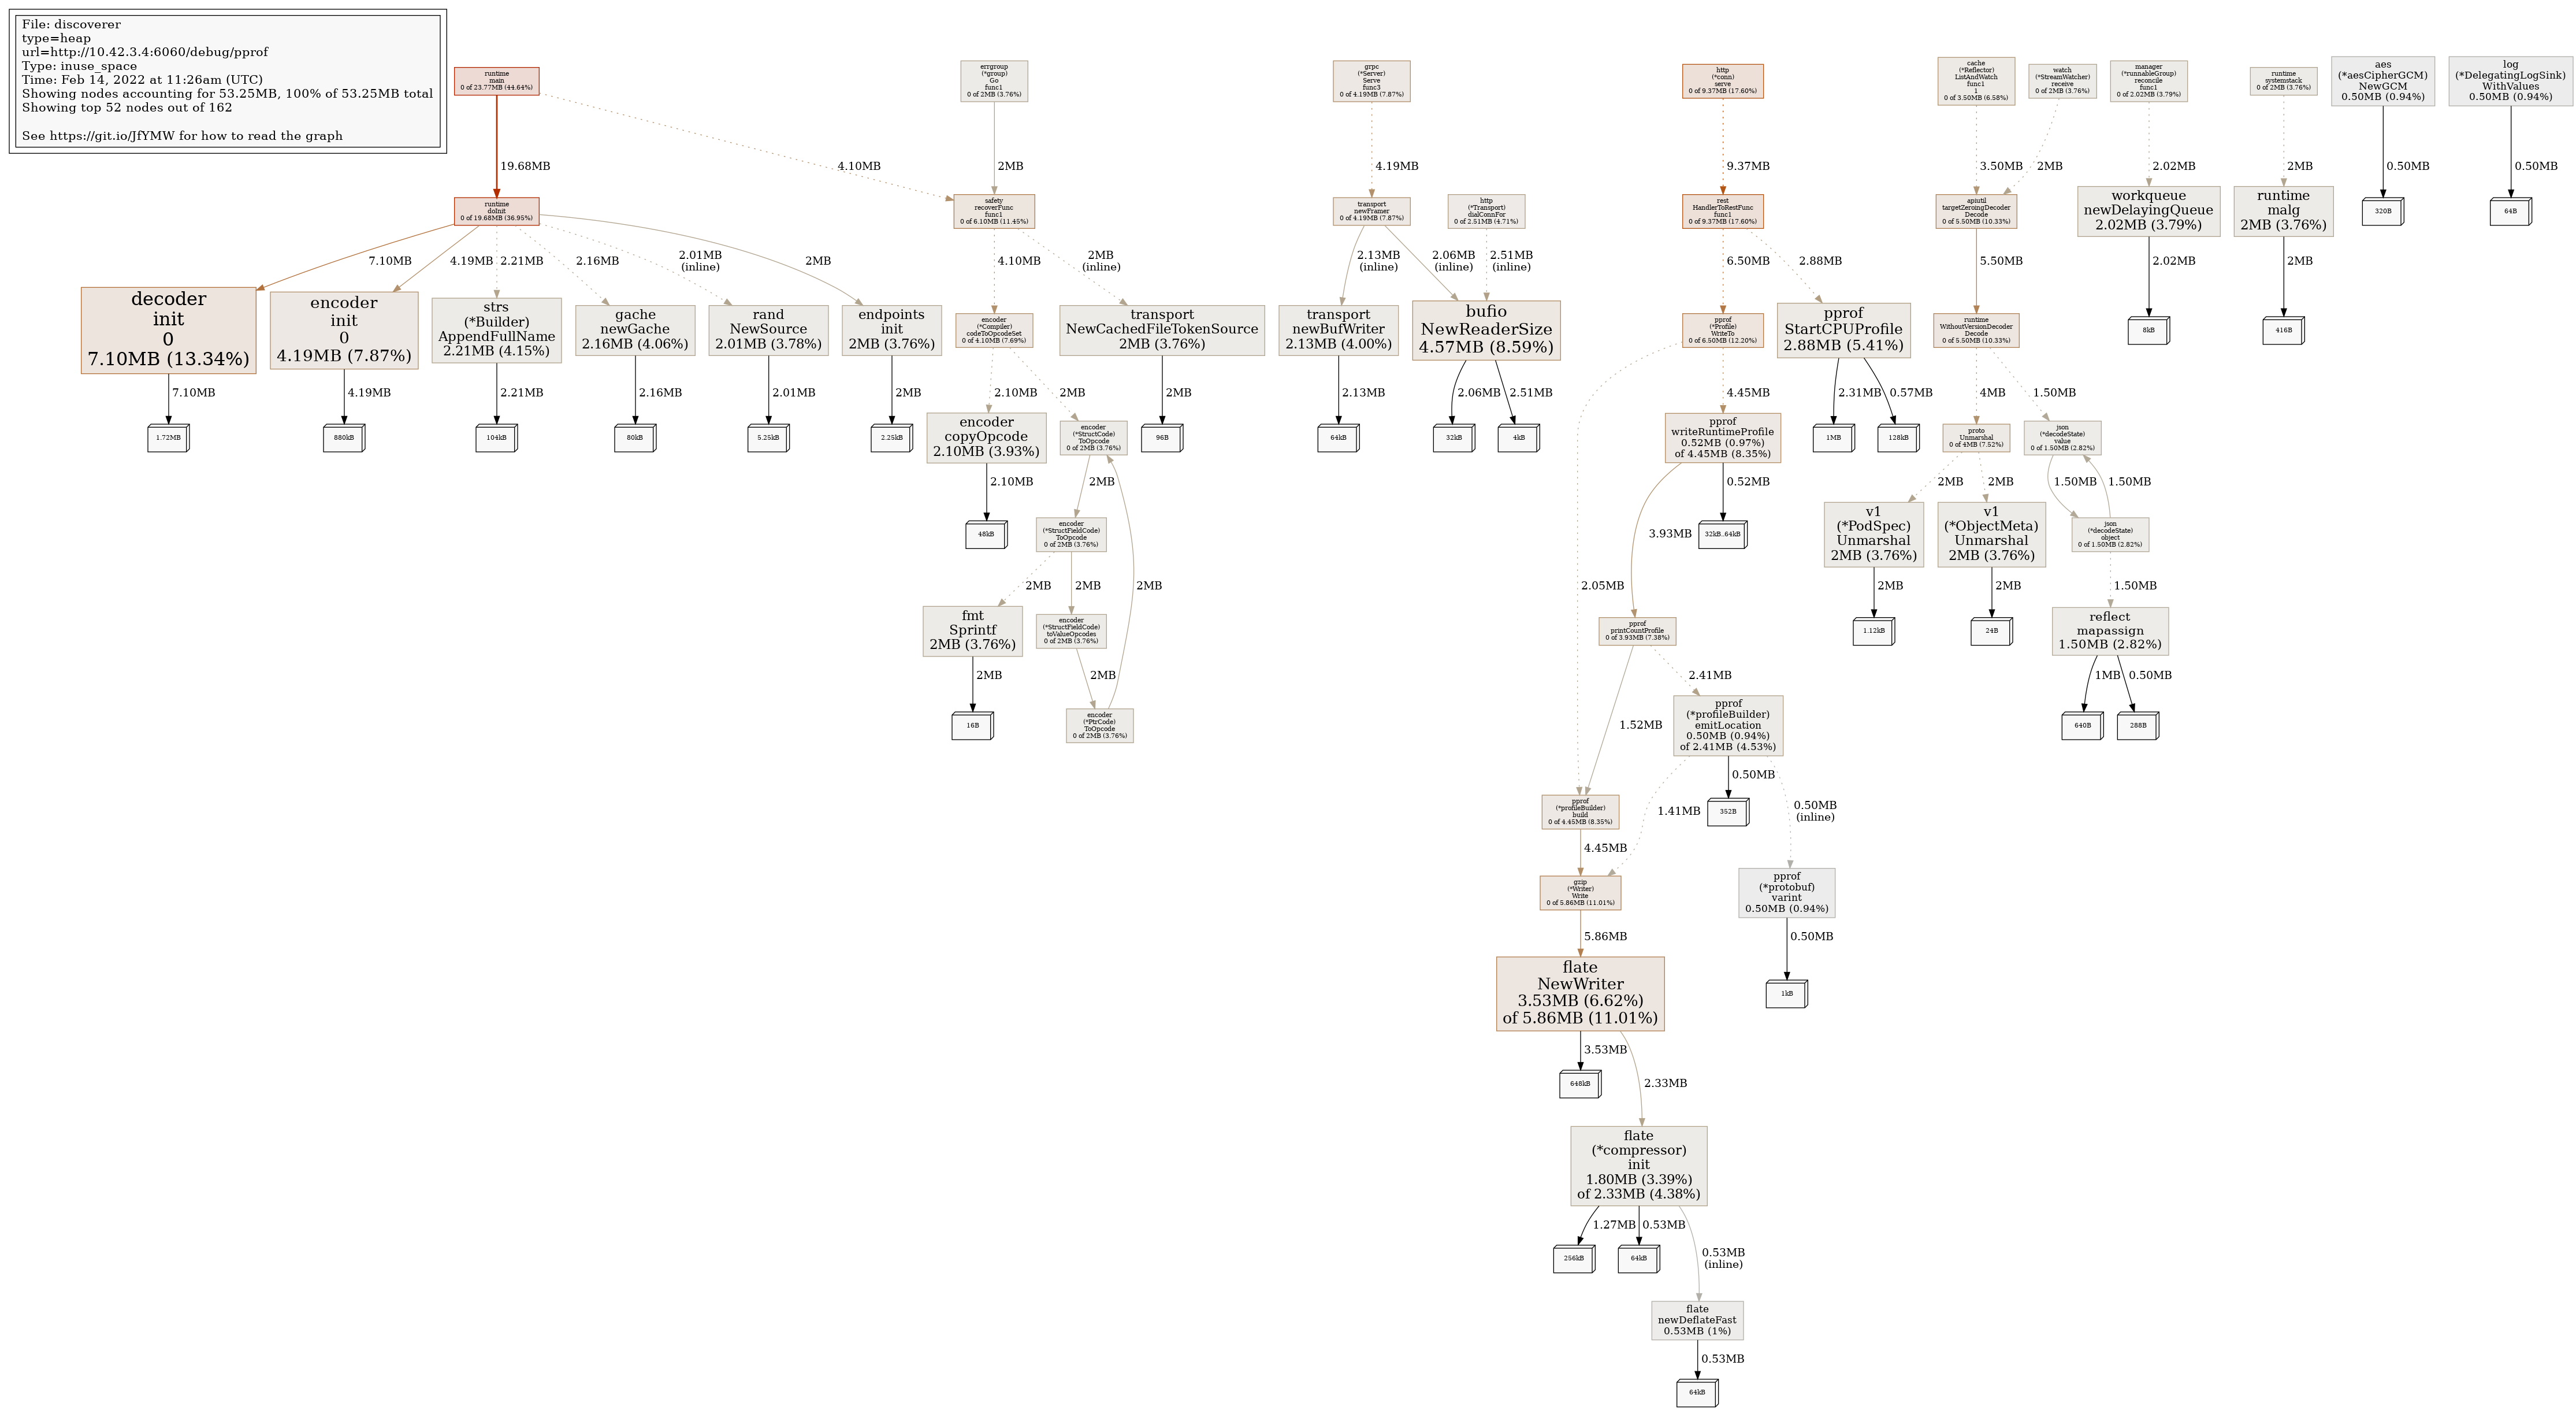 File: discoverer
type=heap
url=http://10.42.3.4:6060/debug/pprof
Type: inuse_space
Time: Feb 14, 2022 at 11:26am (UTC)
Showing nodes accounting for 53.25MB, 100% of 53.25MB total
Showing top 52 nodes out of 162
See https://git.io/JfYMW for how to read the graph
runtime
main
0 of 23.77MB (44.64%)
errgroup
(*group)
Go
func1
0 of 2MB (3.76%)
grpc
(*Server)
Serve
func3
0 of 4.19MB (7.87%)
http
(*conn)
serve
0 of 9.37MB (17.60%)
cache
(*Reflector)
ListAndWatch
func1
1
0 of 3.50MB (6.58%)
watch
(*StreamWatcher)
receive
0 of 2MB (3.76%)
manager
(*runnableGroup)
reconcile
func1
0 of 2.02MB (3.79%)
runtime
systemstack
0 of 2MB (3.76%)
aes
(*aesCipherGCM)
NewGCM
0.50MB (0.94%)
log
(*DelegatingLogSink)
WithValues
0.50MB (0.94%)
19.68MB
4.10MB
2MB
4.19MB
9.37MB
3.50MB
2MB
2.02MB
2MB
0.50MB
0.50MB
runtime
doInit
0 of 19.68MB (36.95%)
safety
recoverFunc
func1
0 of 6.10MB (11.45%)
transport
newFramer
0 of 4.19MB (7.87%)
http
(*Transport)
dialConnFor
0 of 2.51MB (4.71%)
rest
HandlerToRestFunc
func1
0 of 9.37MB (17.60%)
apiutil
targetZeroingDecoder
Decode
0 of 5.50MB (10.33%)
workqueue
newDelayingQueue
2.02MB (3.79%)
runtime
malg
2MB (3.76%)
320B
64B
7.10MB
4.19MB
2.21MB
2.16MB
2.01MB
(inline)
2MB
4.10MB
2MB
(inline)
2.13MB
(inline)
2.06MB
(inline)
2.51MB
(inline)
6.50MB
2.88MB
5.50MB
2.02MB
2MB
decoder
init
0
7.10MB (13.34%)
encoder
init
0
4.19MB (7.87%)
strs
(*Builder)
AppendFullName
2.21MB (4.15%)
gache
newGache
2.16MB (4.06%)
rand
NewSource
2.01MB (3.78%)
endpoints
init
2MB (3.76%)
encoder
(*Compiler)
codeToOpcodeSet
0 of 4.10MB (7.69%)
transport
NewCachedFileTokenSource
2MB (3.76%)
transport
newBufWriter
2.13MB (4.00%)
bufio
NewReaderSize
4.57MB (8.59%)
pprof
(*Profile)
WriteTo
0 of 6.50MB (12.20%)
pprof
StartCPUProfile
2.88MB (5.41%)
runtime
WithoutVersionDecoder
Decode
0 of 5.50MB (10.33%)
8kB
416B
7.10MB
4.19MB
2.21MB
2.16MB
2.01MB
2MB
2.10MB
2MB
2MB
2.13MB
2.06MB
2.51MB
4.45MB
2.31MB
0.57MB
4MB
1.50MB
1.72MB
880kB
104kB
80kB
5.25kB
2.25kB
encoder
copyOpcode
2.10MB (3.93%)
encoder
(*StructCode)
ToOpcode
0 of 2MB (3.76%)
96B
64kB
32kB
4kB
pprof
writeRuntimeProfile
0.52MB (0.97%)
of 4.45MB (8.35%)
1MB
128kB
proto
Unmarshal
0 of 4MB (7.52%)
json
(*decodeState)
value
0 of 1.50MB (2.82%)
2.10MB
2MB
3.93MB
0.52MB
2MB
2MB
1.50MB
1.50MB
48kB
encoder
(*StructFieldCode)
ToOpcode
0 of 2MB (3.76%)
32kB..64kB
v1
(*PodSpec)
Unmarshal
2MB (3.76%)
v1
(*ObjectMeta)
Unmarshal
2MB (3.76%)
json
(*decodeState)
object
0 of 1.50MB (2.82%)
2MB
2MB
2MB
2.05MB
2MB
2MB
1.50MB
fmt
Sprintf
2MB (3.76%)
encoder
(*StructFieldCode)
toValueOpcodes
0 of 2MB (3.76%)
pprof
printCountProfile
0 of 3.93MB (7.38%)
1.12kB
24B
reflect
mapassign
1.50MB (2.82%)
2MB
2MB
2.41MB
1MB
0.50MB
16B
encoder
(*PtrCode)
ToOpcode
0 of 2MB (3.76%)
1.52MB
pprof
(*profileBuilder)
emitLocation
0.50MB (0.94%)
of 2.41MB (4.53%)
640B
288B
0.50MB
pprof
(*profileBuilder)
build
0 of 4.45MB (8.35%)
1.41MB
352B
0.50MB
(inline)
4.45MB
gzip
(*Writer)
Write
0 of 5.86MB (11.01%)
pprof
(*protobuf)
varint
0.50MB (0.94%)
5.86MB
0.50MB
flate
NewWriter
3.53MB (6.62%)
of 5.86MB (11.01%)
1kB
3.53MB
2.33MB
648kB
flate
(*compressor)
init
1.80MB (3.39%)
of 2.33MB (4.38%)
1.27MB
0.53MB
0.53MB
(inline)
256kB
64kB
flate
newDeflateFast
0.53MB (1%)
0.53MB
64kB